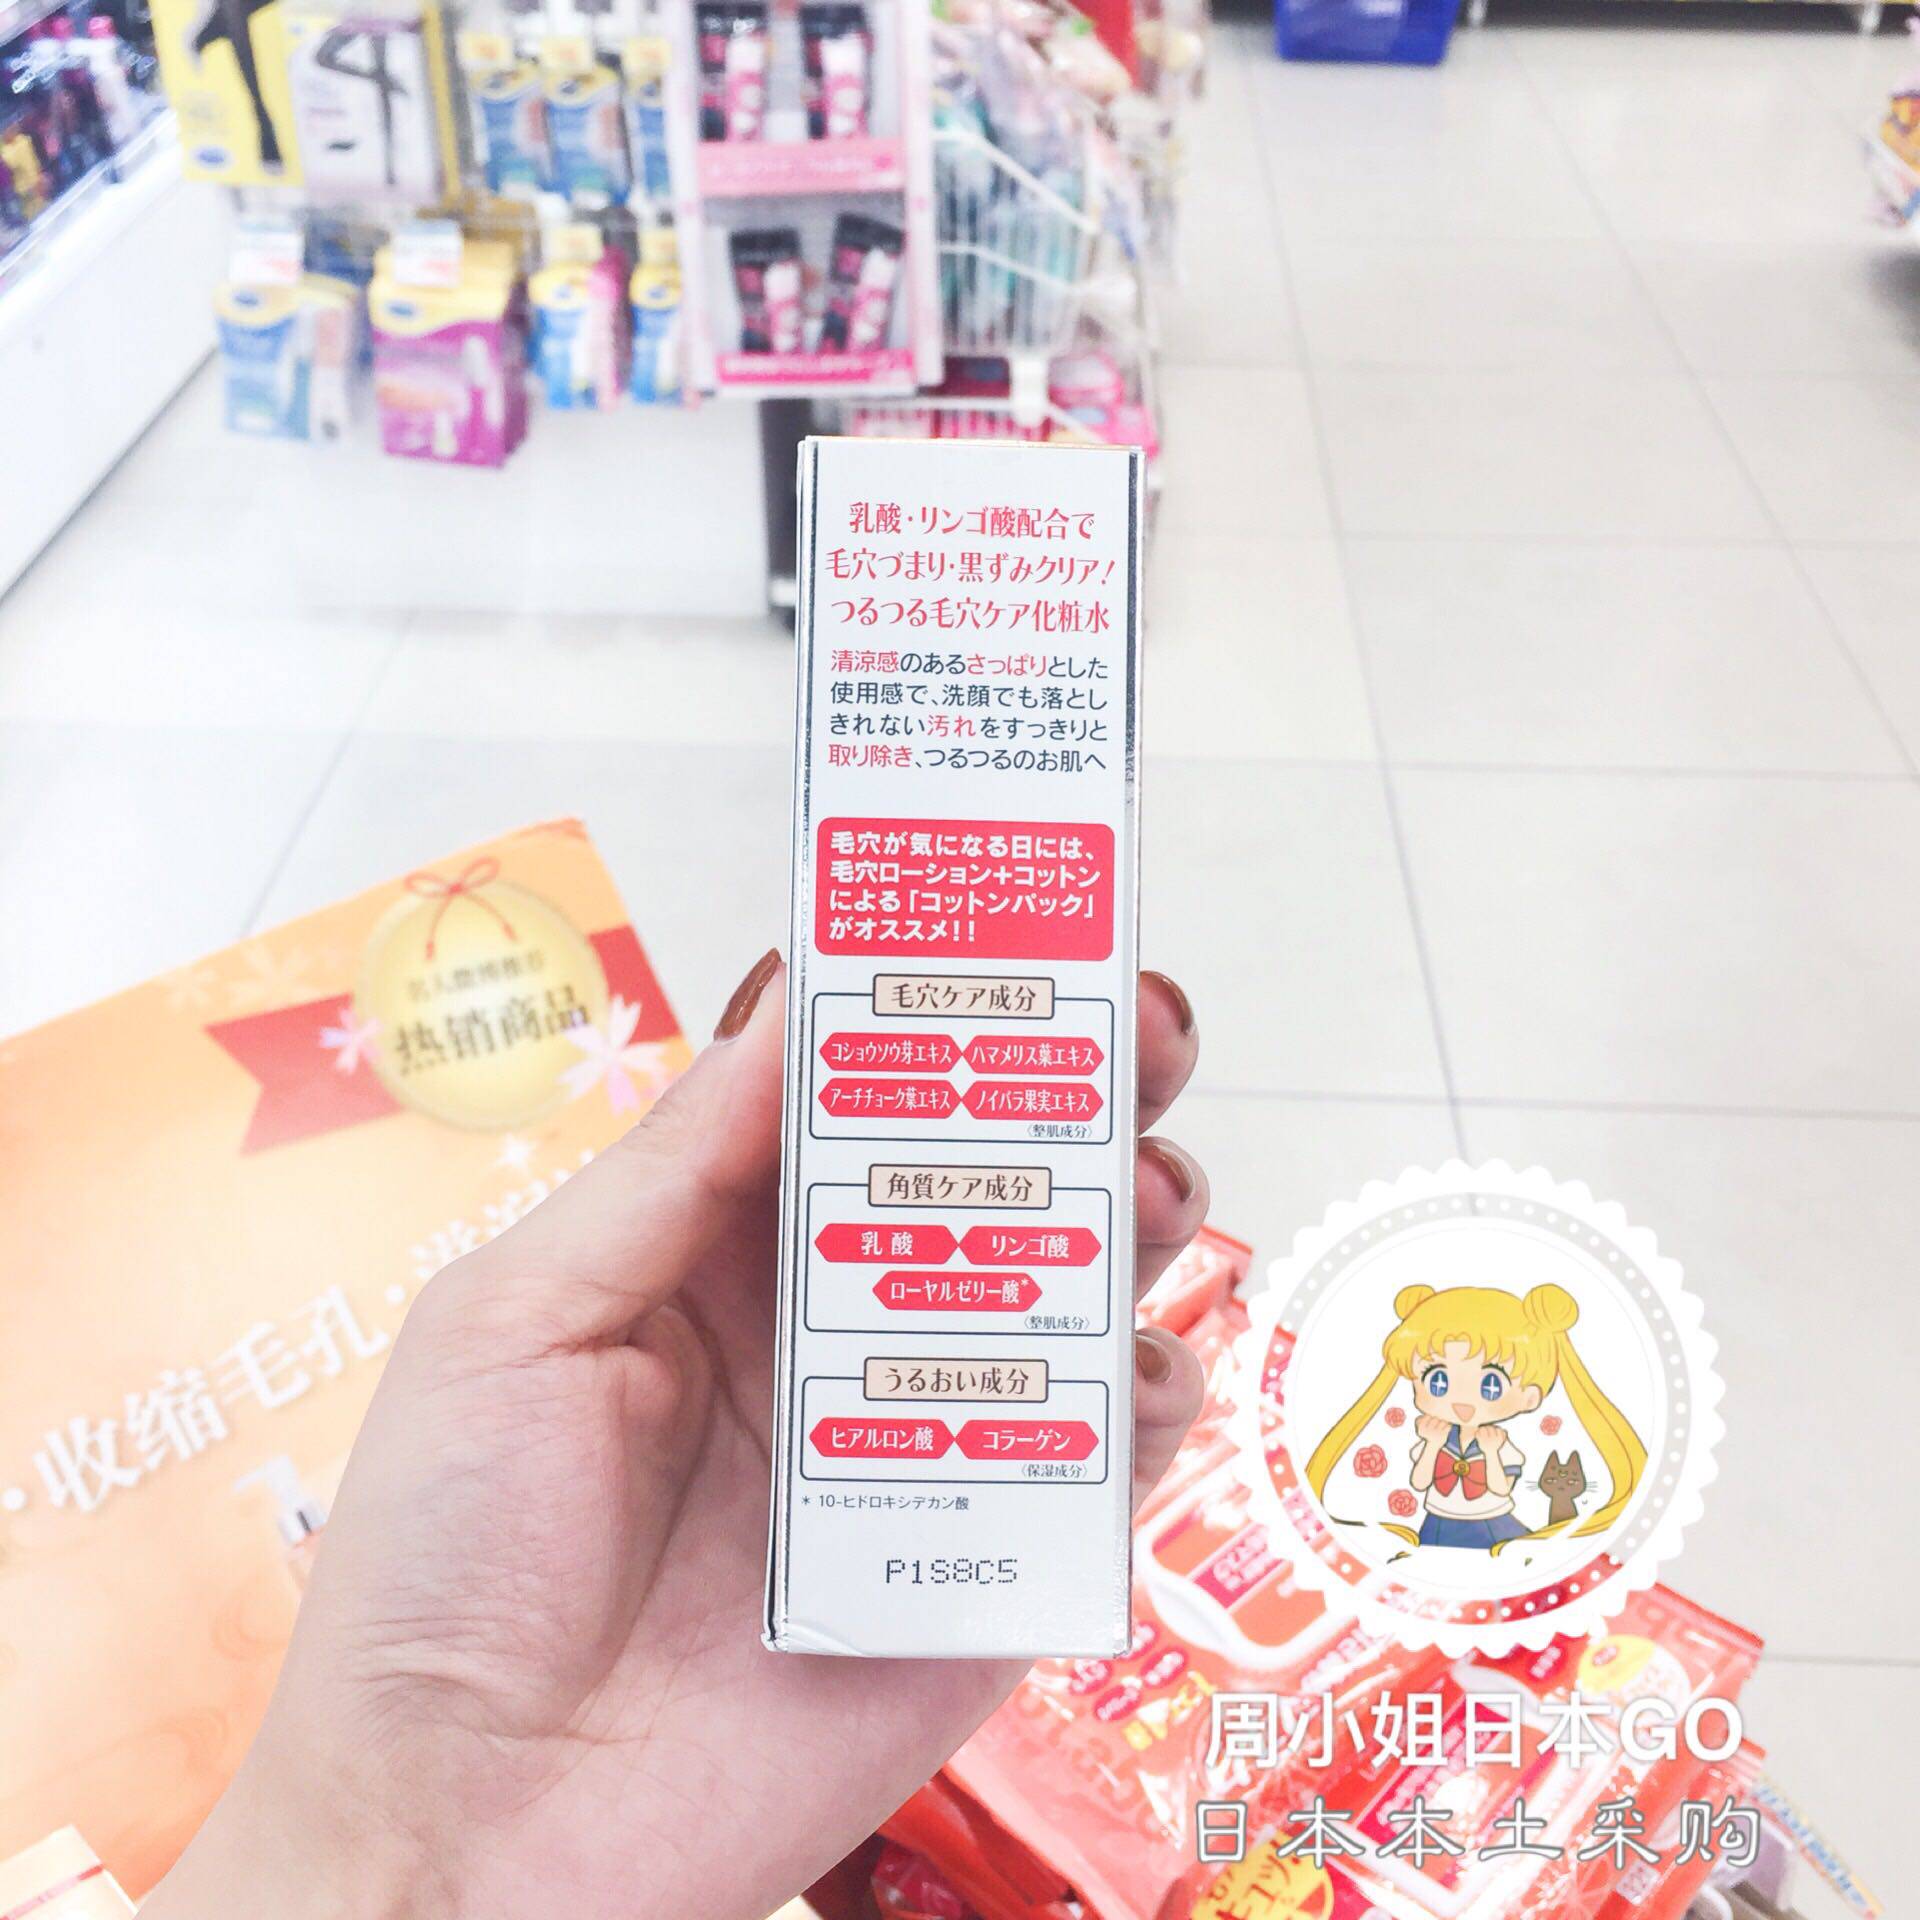 乳酸・リンゴ酸配合で
毛穴づまり・黒ずみクリア!
つるつる毛穴ケア化粧水
清涼感のあるさっぱりとした
使用感で、洗顔でも落とし
きれない汚れをすっきりと
取り除き、つるつるのお肌へ
毛穴が気になる日には、
毛穴ローション+コットン
による「コットンパック」
がオススメ!!
毛穴ケア成分
コショウソウ芽エキス ハマメリス葉エキス
アーチチョーク葉エキス ノイバラ果実エキス
〈整肌成分〉
角質ケア成分
乳酸 リンゴ酸
ローヤルゼリー酸*
〈整肌成分〉
うるおい成分
ヒアルロン酸 コラーゲン
〈保湿成分〉
* 10-ヒドロキシデカン酸
P1S8C5
名人微博推荐
热销商品
・收缩毛孔・
周小姐日本GO
日本本土采购